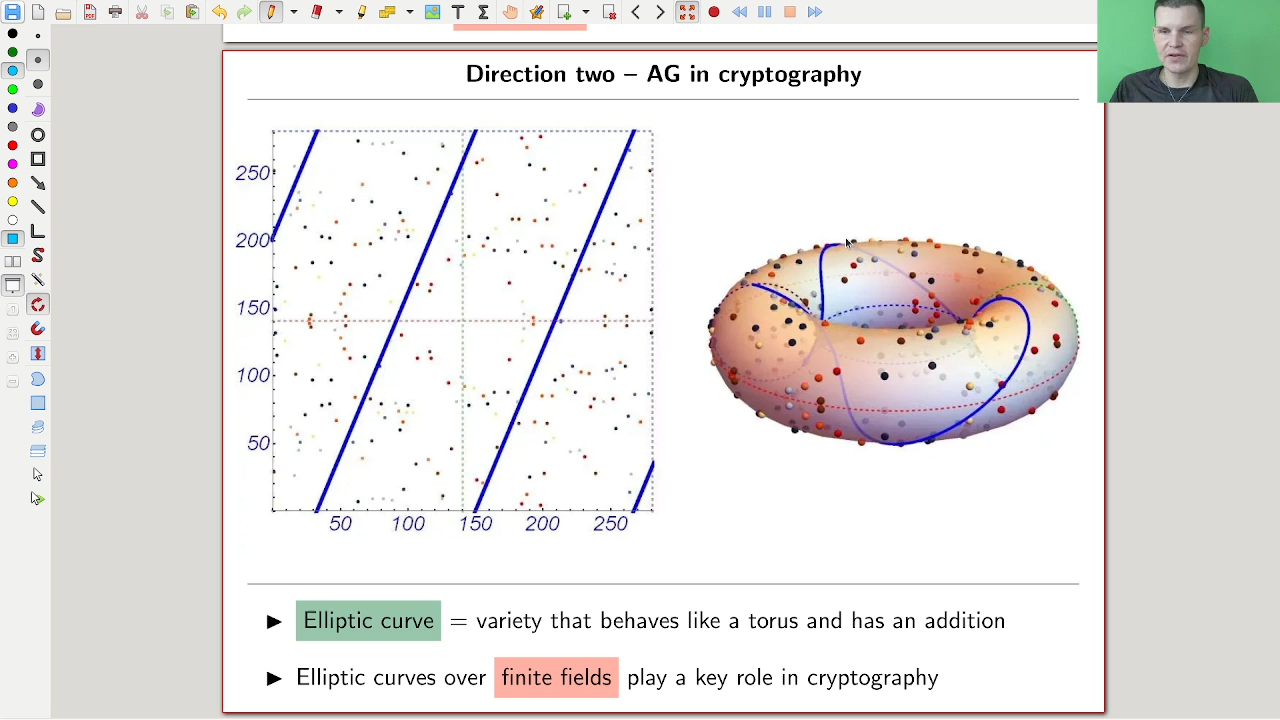 Direction two – AG in cryptography
250
200
150
100
50
50 100 150 200 250
► Elliptic curve = variety that behaves like a torus and has an addition
► Elliptic curves over finite fields play a key role in cryptography